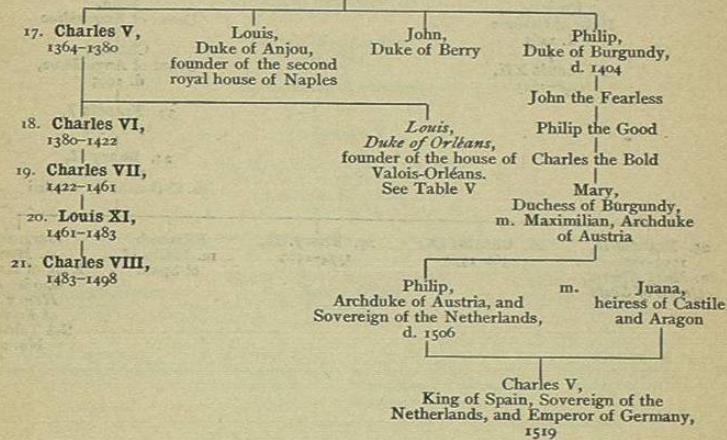 17. Charles V,
1364–1380
Louis,
Duke of Anjou,
founder of the second
royal house of Naples
John,
Duke of Berry
Philip,
Duke of Burgundy,
d. 1404
John the Fearless
18. Charles VI,
1380–1422
Louis,
Duke of Orléans,
founder of the house of
Valois-Orléans.
See Table V
Philip the Good
Charles the Bold
19. Charles VII,
1422–1461
Mary,
Duchess of Burgundy,
m. Maximilian, Archduke
of Austria
20. Louis XI,
1461–1483
21. Charles VIII,
1483–1498
Philip,
Archduke of Austria, and
Sovereign of the Netherlands,
d. 1506
m.
Juana,
heiress of Castile
and Aragon
Charles V,
King of Spain, Sovereign of the
Netherlands, and Emperor of Germany,
1519